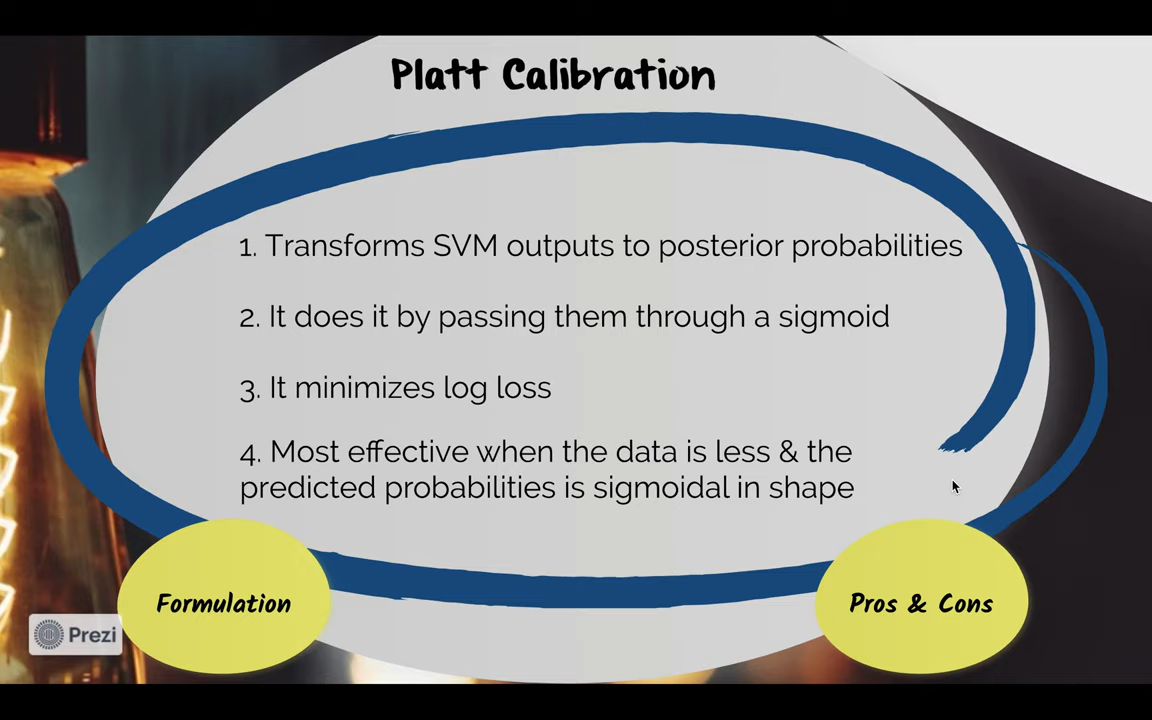 Platt Calibration
1. Transforms SVM outputs to posterior probabilities
2. It does it by passing them through a sigmoid
3. It minimizes log loss
4. Most effective when the data is less & the
predicted probabilities is sigmoidal in shape
Formulation
Pros & Cons
Prezi